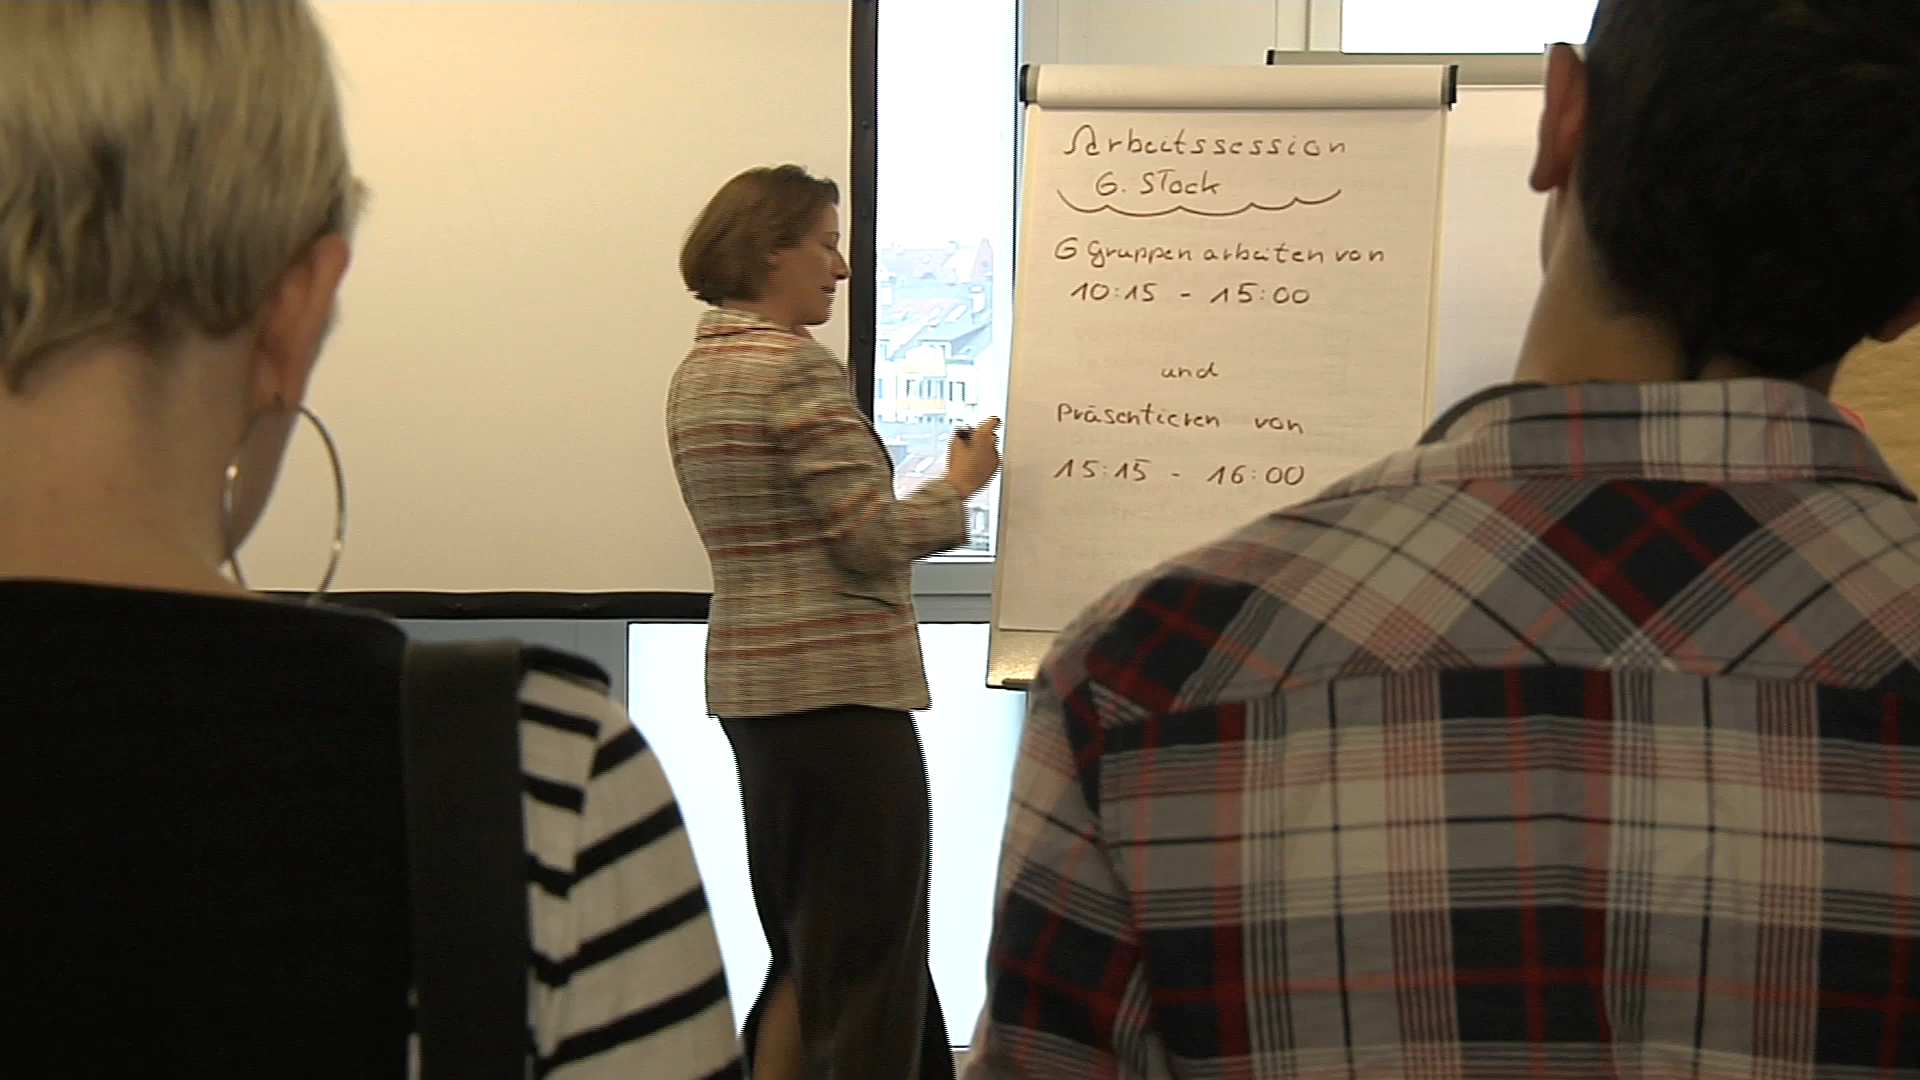 Arbeitssession
6. Stock
6 Gruppen arbeiten von
10:15 - 15:00
und
Präsentieren von
15:15 - 16:00